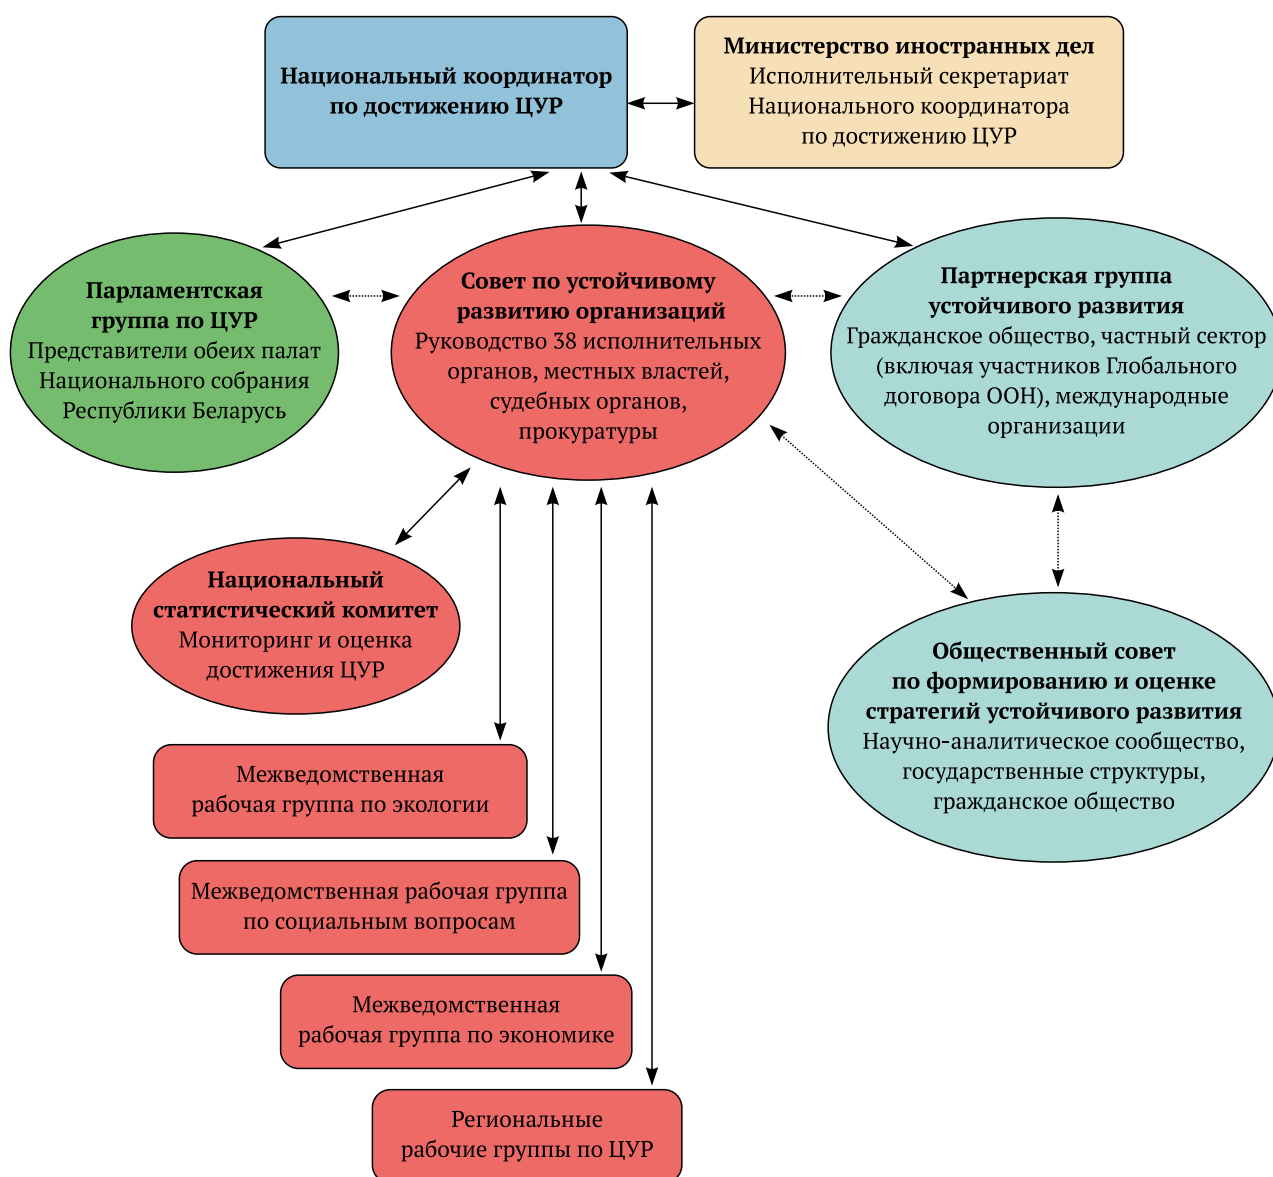 Национальный координатор
по достижению ЦУР
Министерство иностранных дел
Исполнительный секретариат
Национального координатора
по достижению ЦУР
Парламентская
группа по ЦУР
Представители обеих палат
Национального собрания
Республики Беларусь
Совет по устойчивому
развитию организаций
Руководство 38 исполнительных
органов, местных властей,
судебных органов,
прокуратуры
Партнерская группа
устойчивого развития
Гражданское общество, частный сектор
(включая участников Глобального
договора ООН), международные
организации
Национальный
статистический комитет
Мониторинг и оценка
достижения ЦУР
Общественный совет
по формированию и оценке
стратегий устойчивого развития
Научно-аналитическое сообщество,
государственные структуры,
гражданское общество
Межведомственная
рабочая группа по экологии
Межведомственная рабочая группа
по социальным вопросам
Межведомственная
рабочая группа по экономике
Региональные
рабочие группы по ЦУР